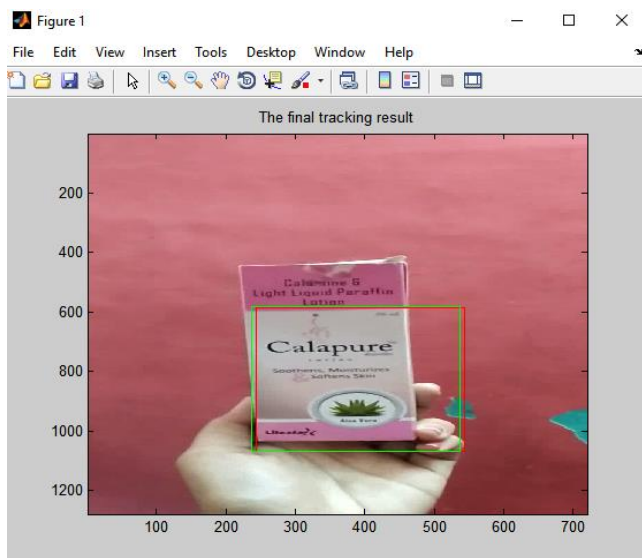 Figure 1
File Edit View Insert Tools Desktop Window Help
The final tracking result
200
400
600
800
1000
1200
Calamine &
Light Liquid Paraffin
Lotion
Calapure
Lotion
Soothens, Moisturizes
& Softens Skin
Aloe Vera
100 200 300 400 500 600 700